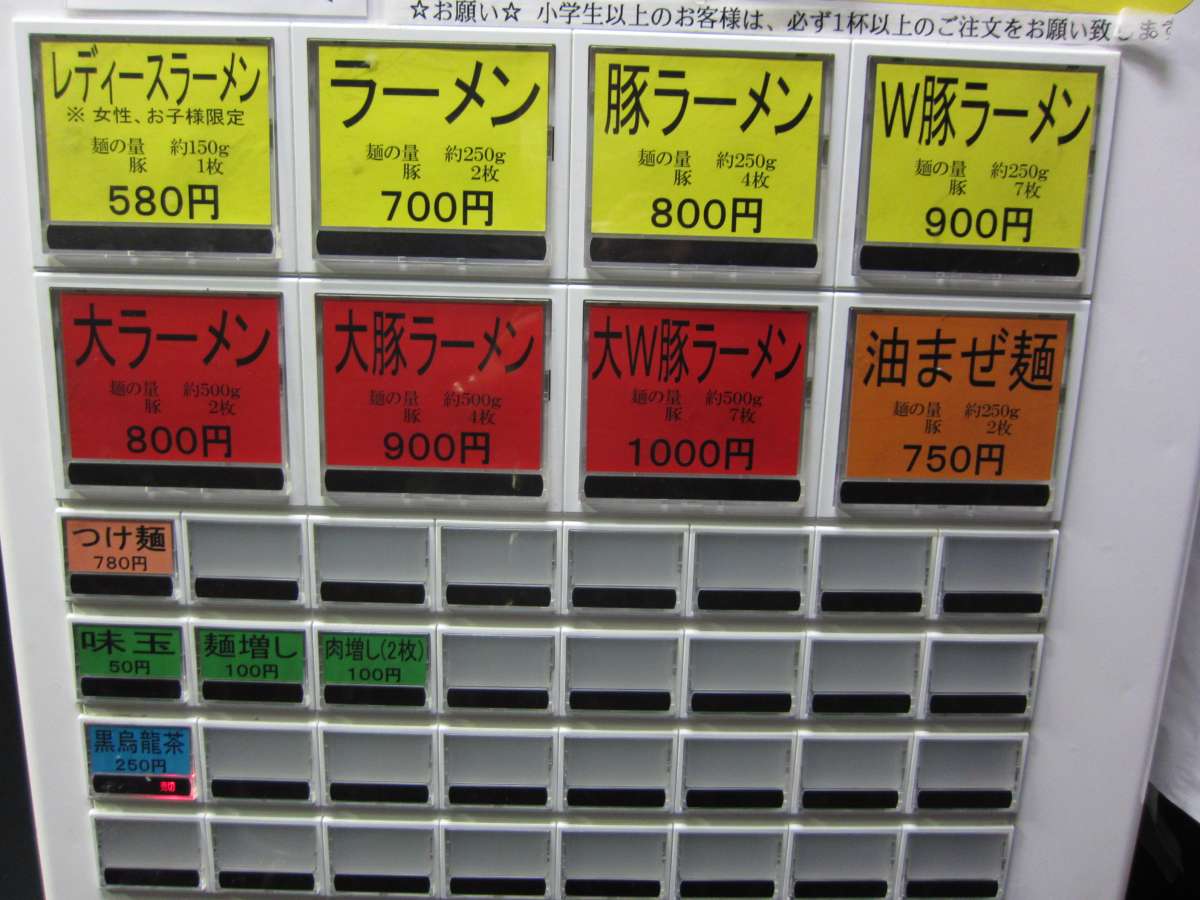 ☆お願い☆ 小学生以上のお客様は、必ず1杯以上のご注文をお願い致します
レディースラーメン
※ 女性、お子様限定
麺の量 約150g
豚 1枚
580円
ラーメン
麺の量 約250g
豚 2枚
700円
豚ラーメン
麺の量 約250g
豚 4枚
800円
W豚ラーメン
麺の量 約250g
豚 7枚
900円
大ラーメン
麺の量 約500g
豚 2枚
800円
大豚ラーメン
麺の量 約500g
豚 4枚
900円
大W豚ラーメン
麺の量 約500g
豚 7枚
1000円
油まぜ麺
麺の量 約250g
豚 2枚
750円
つけ麺
780円
味玉
50円
麺増し
100円
肉増し(2枚)
100円
黒烏龍茶
250円